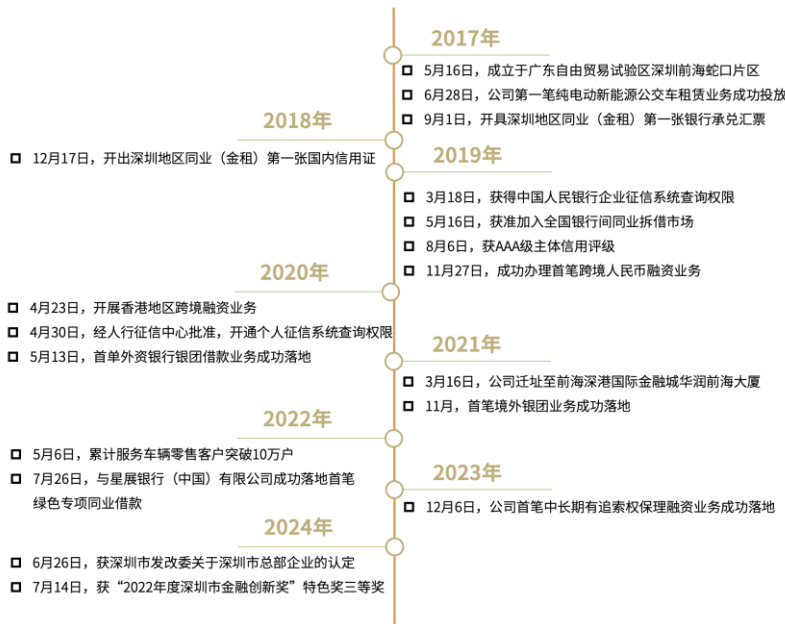 2017年
5月16日，成立于广东自由贸易试验区深圳前海蛇口片区
6月28日，公司第一笔纯电动新能源公交车租赁业务成功投放
9月1日，开具深圳地区同业（金租）第一张银行承兑汇票
2018年
12月17日，开出深圳地区同业（金租）第一张国内信用证
2019年
3月18日，获得中国人民银行企业征信系统查询权限
5月16日，获准加入全国银行间同业拆借市场
8月6日，获AAA级主体信用评级
11月27日，成功办理首笔跨境人民币融资业务
2020年
4月23日，开展香港地区跨境融资业务
4月30日，经人行征信中心批准，开通个人征信系统查询权限
5月13日，首单外资银行银团借款业务成功落地
2021年
3月16日，公司迁址至前海深港国际金融城华润前海大厦
11月，首笔境外银团业务成功落地
2022年
5月6日，累计服务车辆零售客户突破10万户
7月26日，与星展银行（中国）有限公司成功落地首笔
绿色专项同业借款
2023年
12月6日，公司首笔中长期有追索权保理融资业务成功落地
2024年
6月26日，获深圳市发改委关于深圳市总部企业的认定
7月14日，获“2022年度深圳市金融创新奖”特色奖三等奖